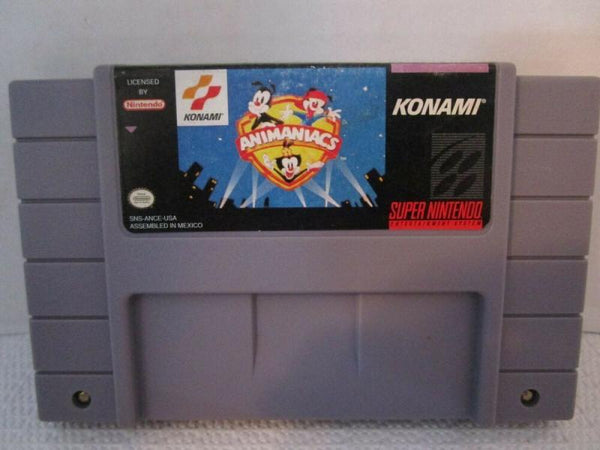 LICENSED
BY
Nintendo
KONAMI
ANIMANIACS
KONAMI®
SUPER NINTENDO
ENTERTAINMENT SYSTEM
SNS-ANCE-USA
ASSEMBLED IN MEXICO